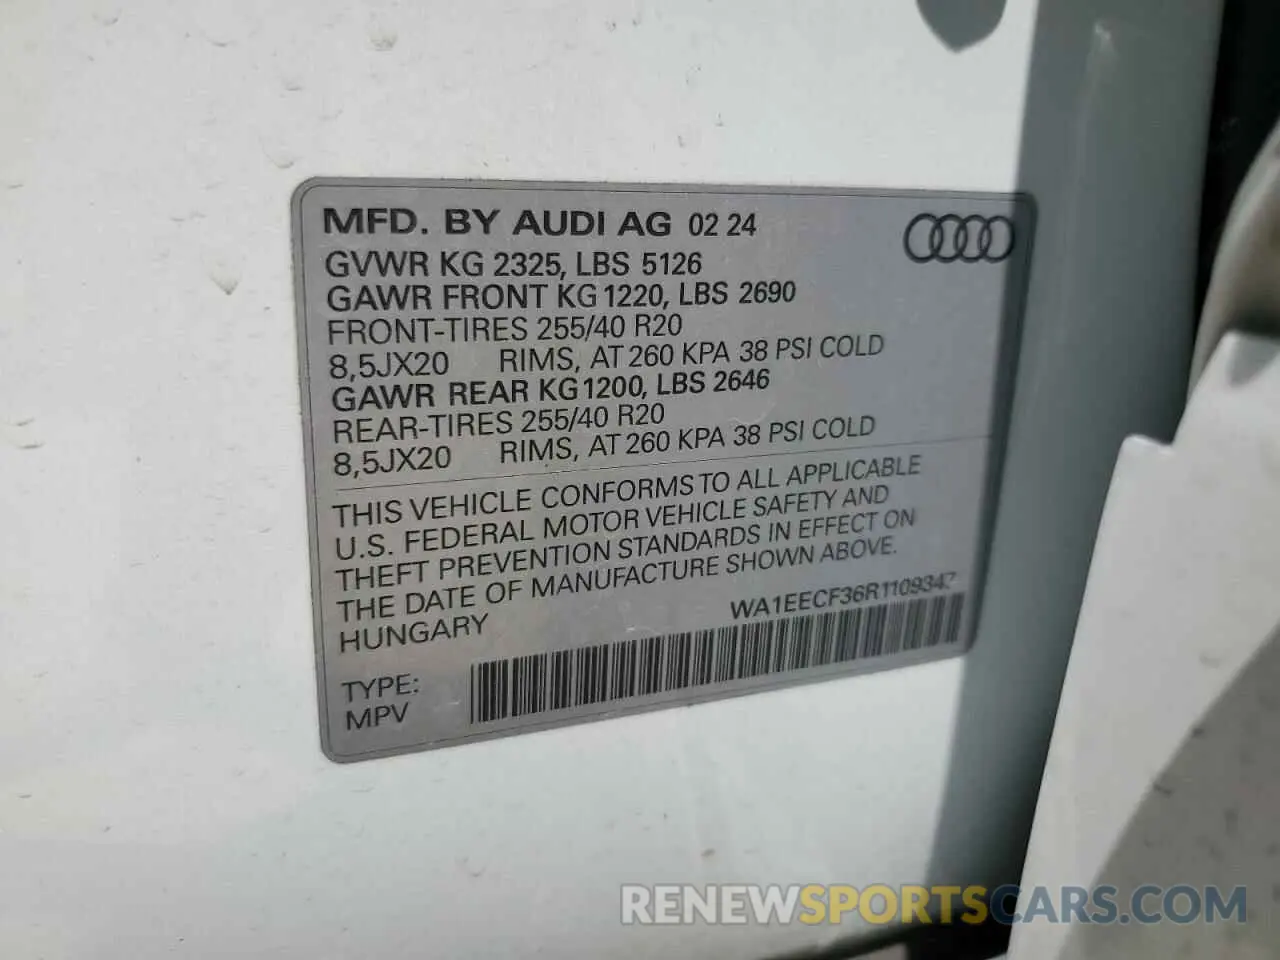 MFD. BY AUDI AG 02 24
GVWR KG 2325, LBS 5126
GAWR FRONT KG 1220, LBS 2690
FRONT-TIRES 255/40 R20
8,5JX20 RIMS, AT 260 KPA 38 PSI COLD
GAWR REAR KG1200, LBS 2646
REAR-TIRES 255/40 R20
8,5JX20 RIMS, AT 260 KPA 38 PSI COLD
THIS VEHICLE CONFORMS TO ALL APPLICABLE
U.S. FEDERAL MOTOR VEHICLE SAFETY AND
THEFT PREVENTION STANDARDS IN EFFECT ON
THE DATE OF MANUFACTURE SHOWN ABOVE.
HUNGARY
WA1EECF36R1109347
TYPE:
MPV
RENEWSPORTSCARS.COM